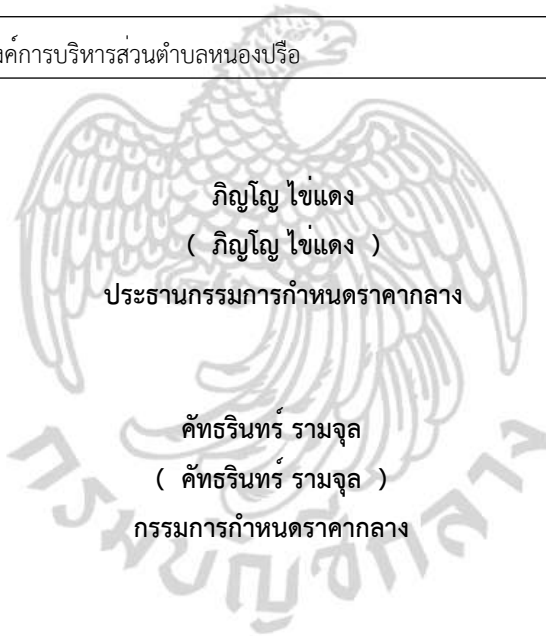 งค์การบริหารส่วนตำบลหนองปรือ
ภิญโญ ไข่แดง
( ภิญโญ ไข่แดง )
ประธานกรรมการกำหนดราคากลาง
คัทธรินทร์ รามจุล
( คัทธรินทร์ รามจุล )
กรรมการกำหนดราคากลาง
กรมบัญชีกลาง